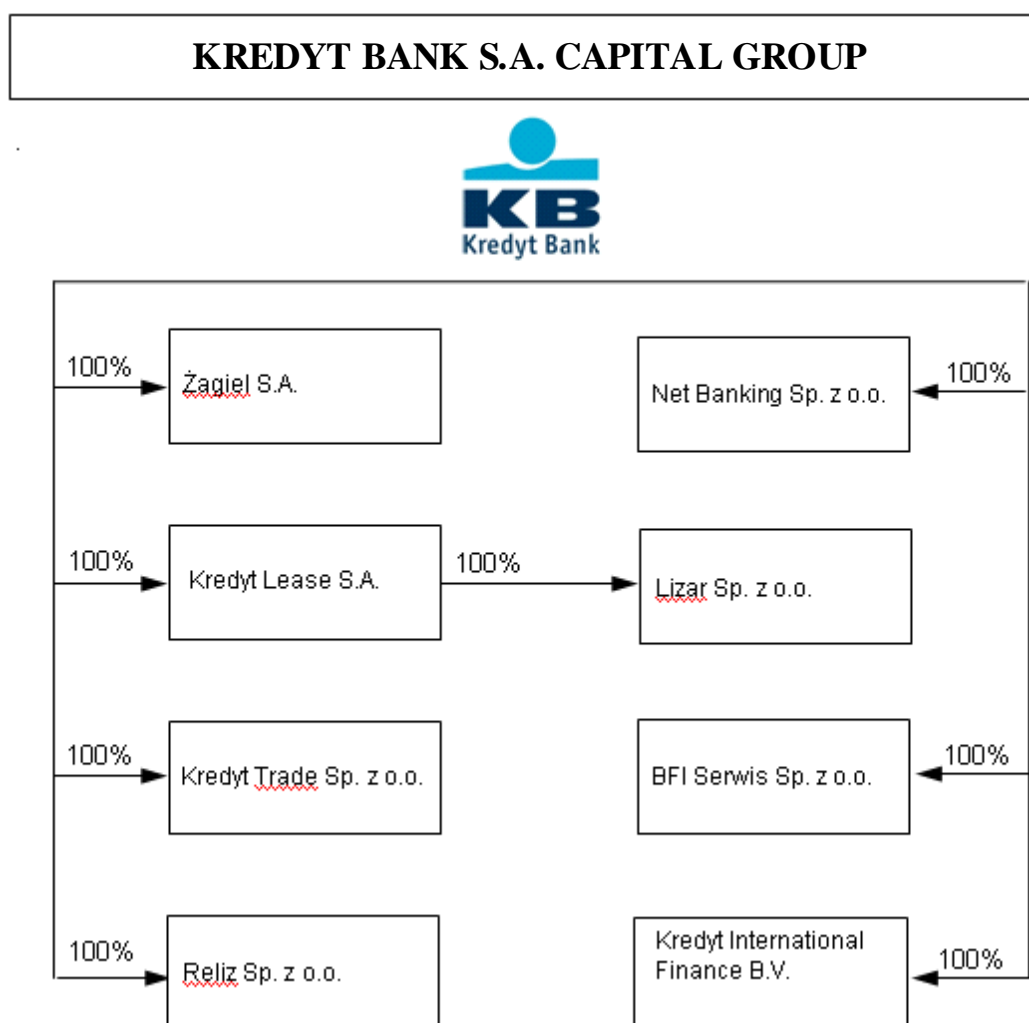 KREDYT BANK S.A. CAPITAL GROUP
KB
Kredyt Bank
100%
Żagiel S.A.
Net Banking Sp. z o.o.
100%
100%
Kredyt Lease S.A.
100%
Lizar Sp. z o.o.
100%
Kredyt Trade Sp. z o.o.
BFI Serwis Sp. z o.o.
100%
100%
Reliz Sp. z o.o.
Kredyt International
Finance B.V.
100%